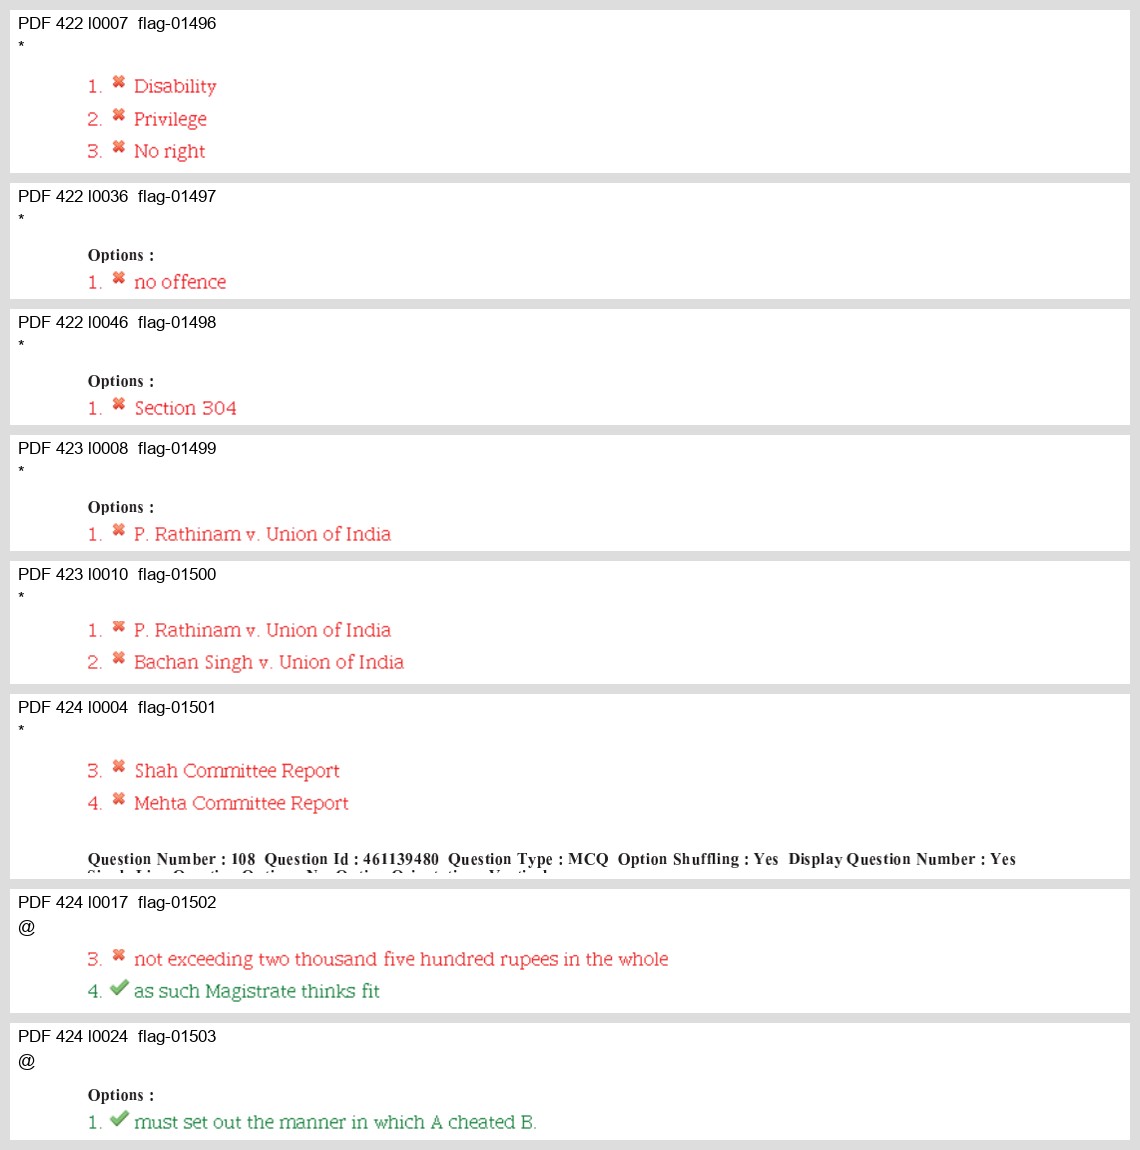 PDF 422 l0007 flag-01496
*
1. ✖ Disability
2. ✖ Privilege
3. ✖ No right
PDF 422 l0036 flag-01497
*
Options :
1. ✖ no offence
PDF 422 l0046 flag-01498
*
Options :
1. ✖ Section 304
PDF 423 l0008 flag-01499
*
Options :
1. ✖ P. Rathinam v. Union of India
PDF 423 l0010 flag-01500
*
1. ✖ P. Rathinam v. Union of India
2. ✖ Bachan Singh v. Union of India
PDF 424 l0004 flag-01501
*
3. ✖ Shah Committee Report
4. ✖ Mehta Committee Report
Question Number : 108 Question Id : 461139480 Question Type : MCQ Option Shuffling : Yes Display Question Number : Yes
PDF 424 l0017 flag-01502
@
3. ✖ not exceeding two thousand five hundred rupees in the whole
4. ✔ as such Magistrate thinks fit
PDF 424 l0024 flag-01503
@
Options :
1. ✔ must set out the manner in which A cheated B.